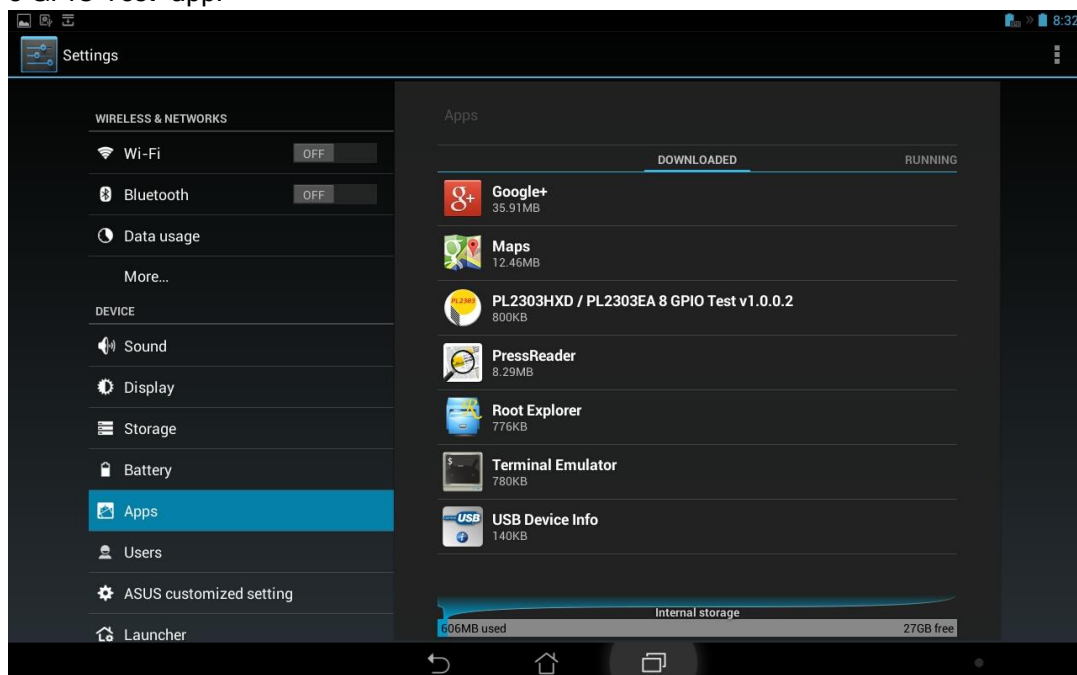 8:32
Settings
WIRELESS & NETWORKS
Wi-Fi OFF
Bluetooth OFF
Data usage
More...
DEVICE
Sound
Display
Storage
Battery
Apps
Users
ASUS customized setting
Launcher
Apps
DOWNLOADED RUNNING
g+ Google+
35.91MB
Maps
12.46MB
PL2303 PL2303HXD / PL2303EA 8 GPIO Test v1.0.0.2
800KB
PressReader
8.29MB
Root Explorer
776KB
Terminal Emulator
780KB
USB USB Device Info
140KB
Internal storage
606MB used 27GB free